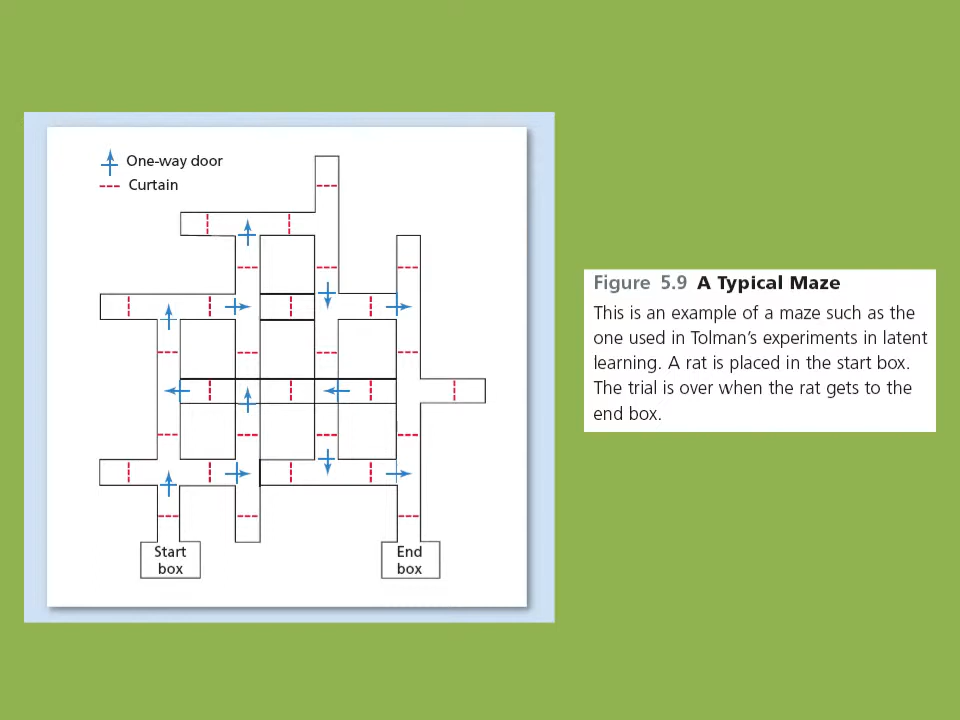 One-way door
Curtain
Start
box
End
box
Figure 5.9 A Typical Maze
This is an example of a maze such as the
one used in Tolman’s experiments in latent
learning. A rat is placed in the start box.
The trial is over when the rat gets to the
end box.